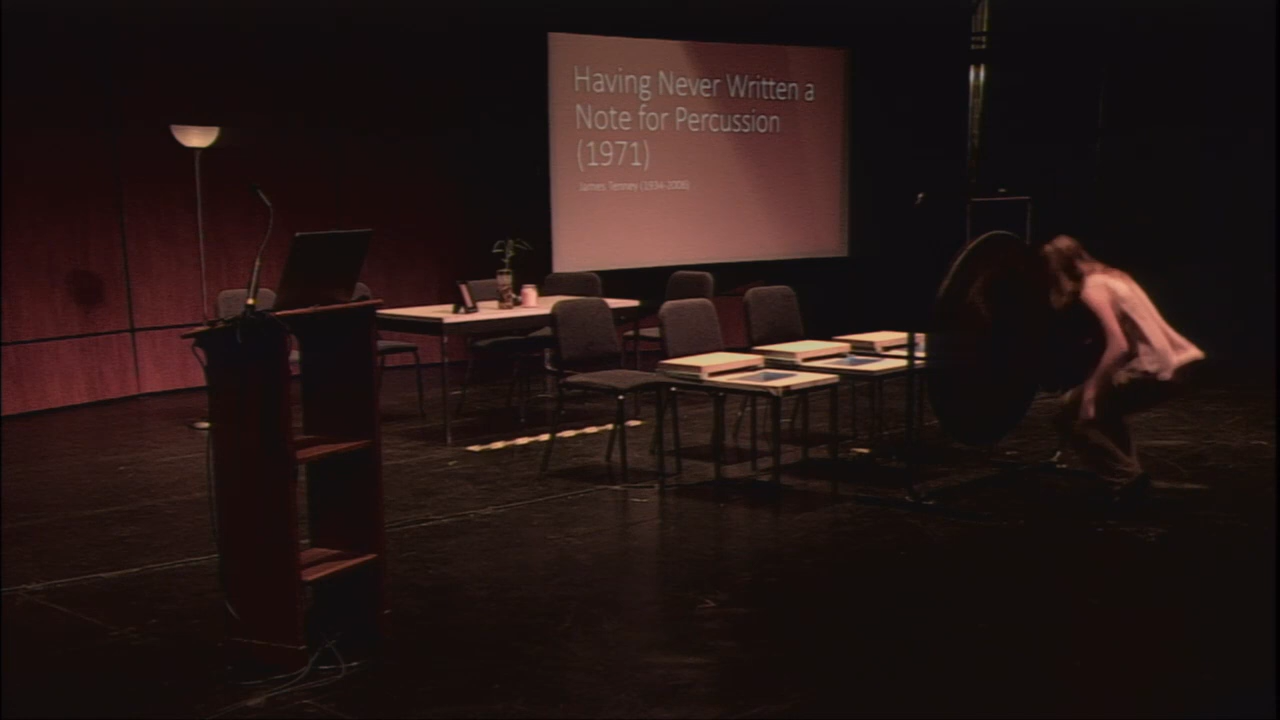 Having Never Written a
Note for Percussion
(1971)
James Tenney (1934-2006)